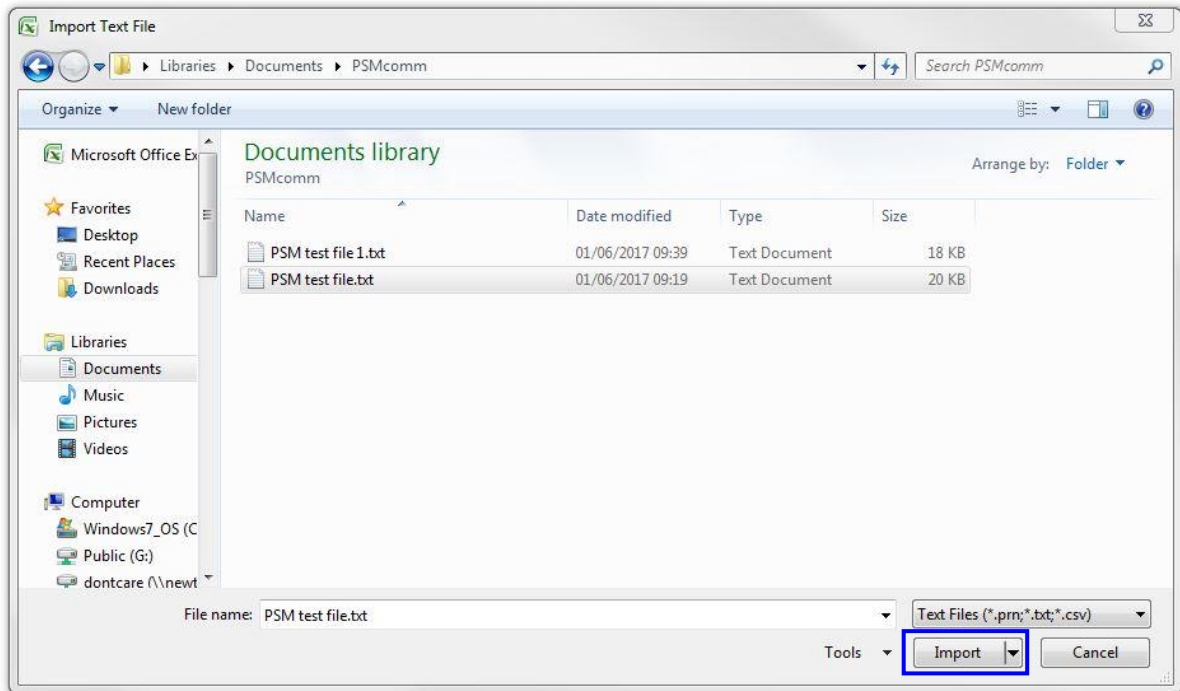 Import Text File
Libraries Documents PSMcomm
Search PSMcomm
Organize New folder
Microsoft Office Ex
Favorites
Desktop
Recent Places
Downloads
Libraries
Documents
Music
Pictures
Videos
Computer
Windows7_OS (C
Public (G:)
dontcare (\\newt
Documents library
PSMcomm
Arrange by: Folder
Name Date modified Type Size
PSM test file 1.txt 01/06/2017 09:39 Text Document 18 KB
PSM test file.txt 01/06/2017 09:19 Text Document 20 KB
File name: PSM test file.txt Text Files (*.prn;*.txt;*.csv)
Tools Import Cancel